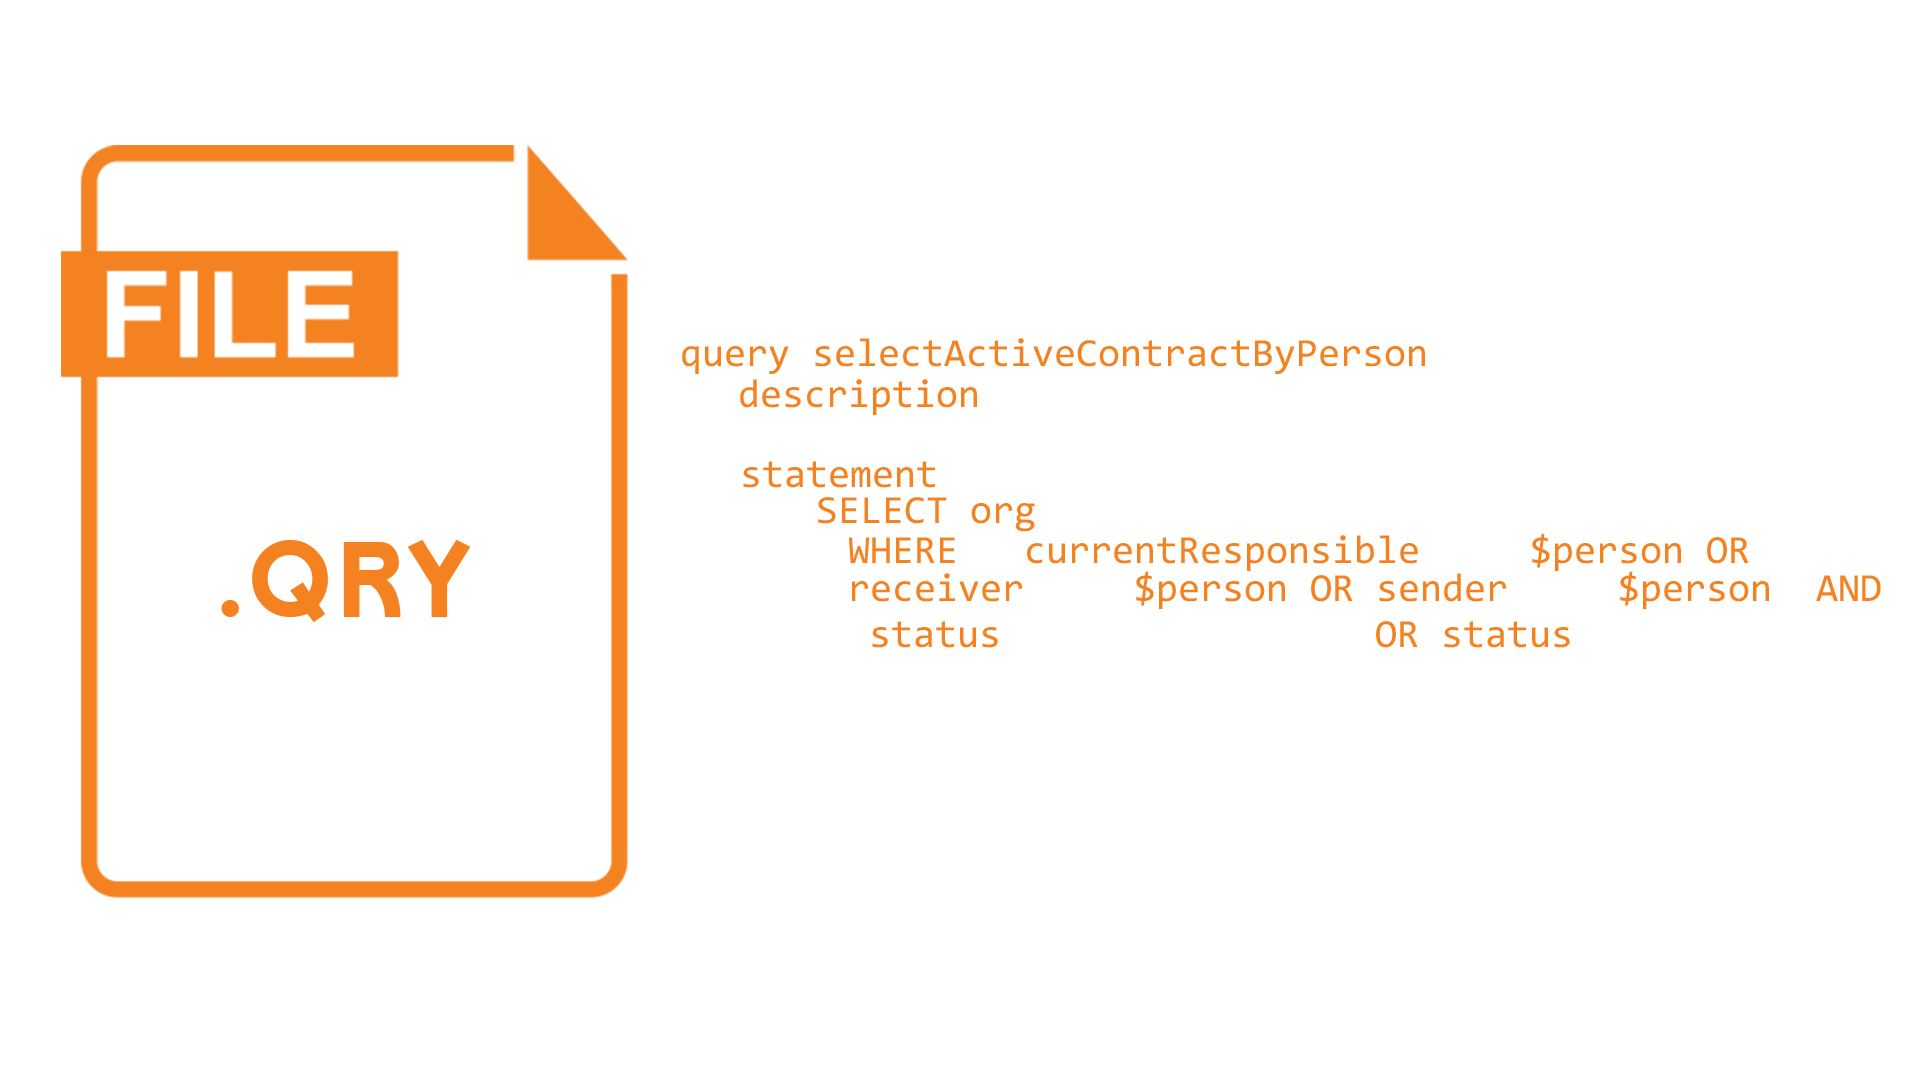 FILE
.QRY
query selectActiveContractByPerson
description
statement
SELECT org
WHERE currentResponsible $person OR
receiver $person OR sender $person AND
status OR status